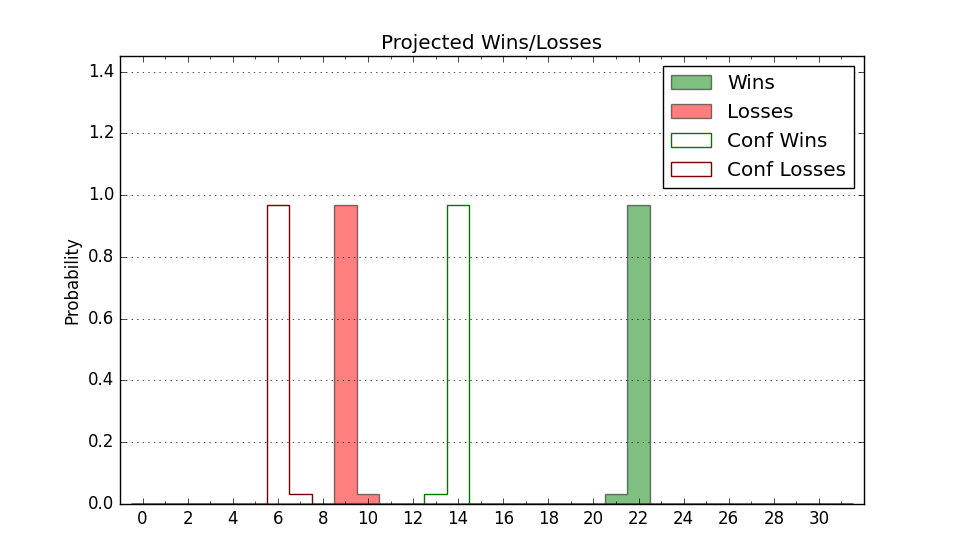 Projected Wins/Losses
1.4
1.2
1.0
0.8
0.6
0.4
0.2
0.0
Probability
Wins
Losses
Conf Wins
Conf Losses
0 2 4 6 8 10 12 14 16 18 20 22 24 26 28 30